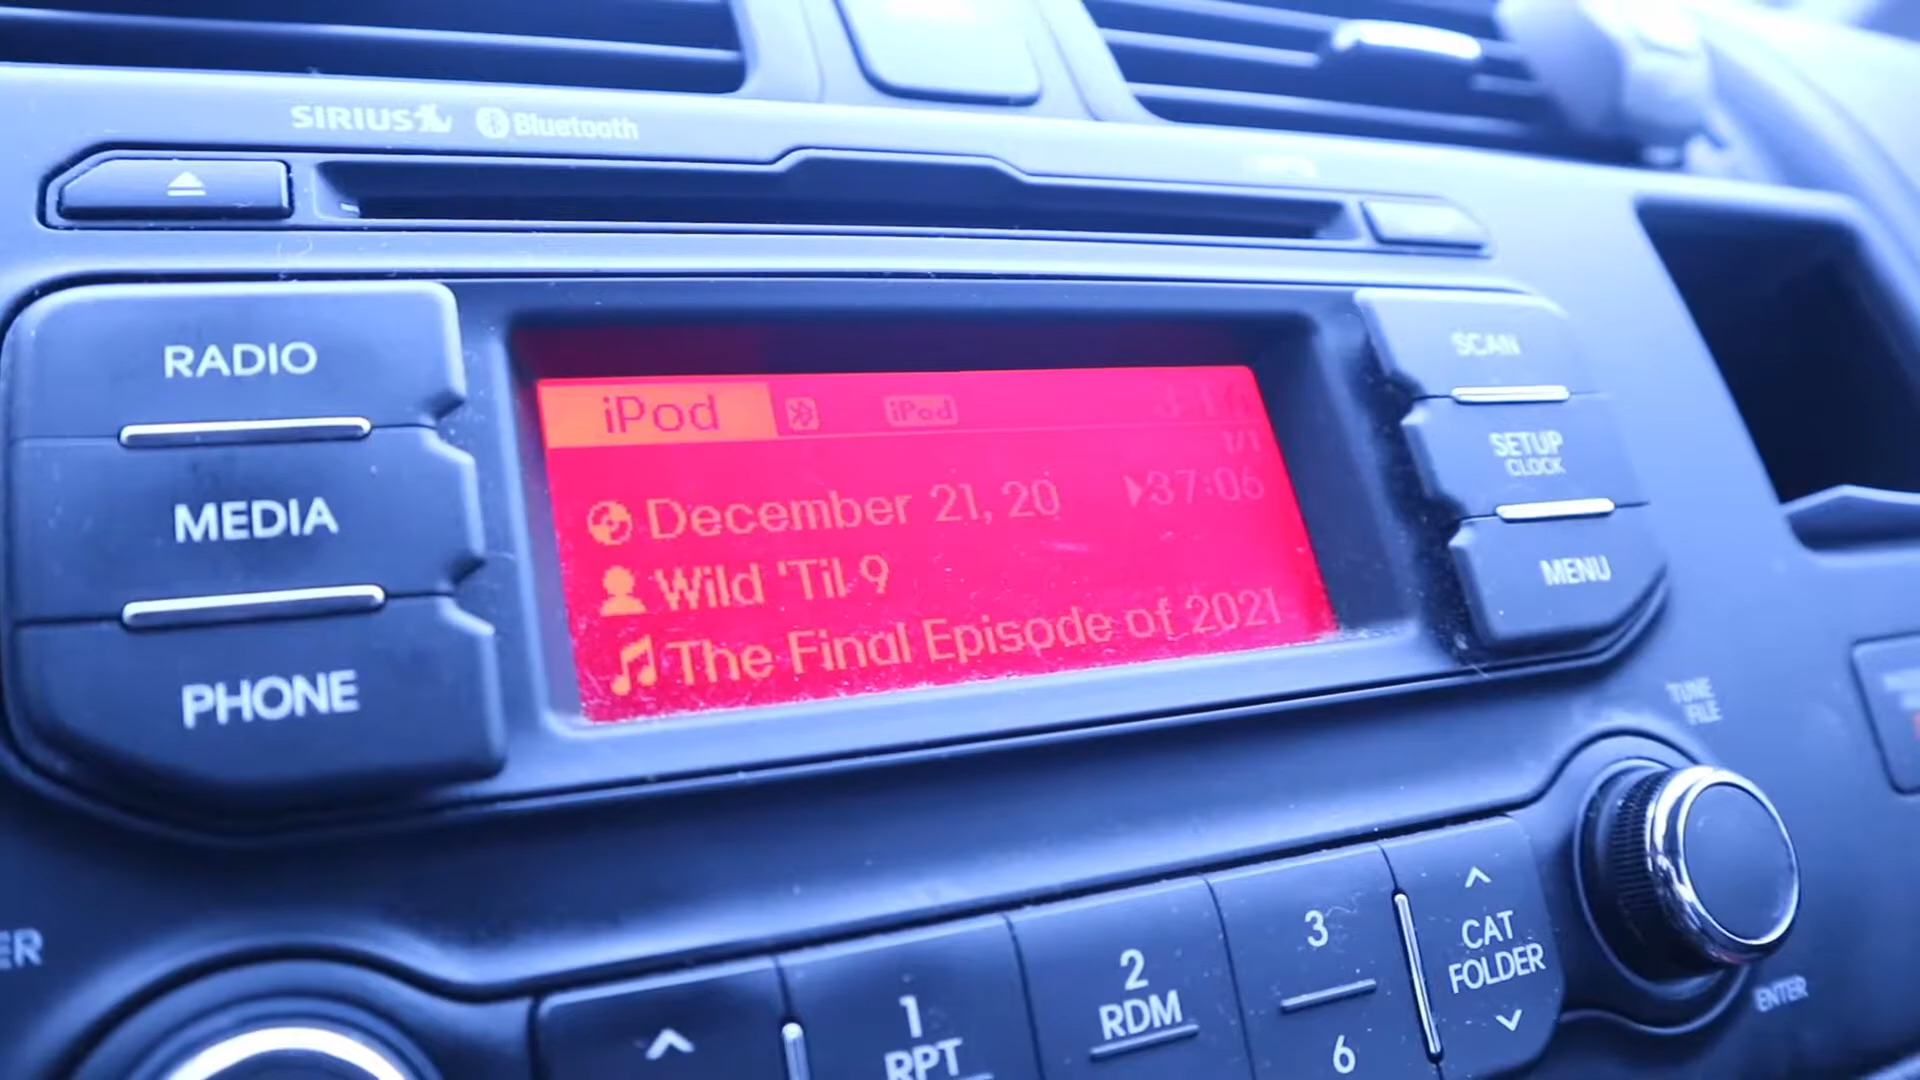 SIRIUS
Bluetooth
RADIO
MEDIA
PHONE
iPod
iPod
1/1
December 21, 20
37:06
Wild 'Til 9
The Final Episode of 2021
SCAN
SETUP
CLOCK
MENU
TUNE
FILE
ENTER
ER
1
RPT
2
RDM
3
6
CAT
FOLDER